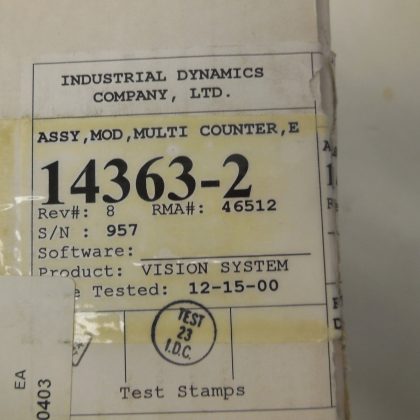 INDUSTRIAL DYNAMICS
COMPANY, LTD.
ASSY,MOD,MULTI COUNTER,E
14363-2
Rev#: 8 RMA#: 46512
S/N : 957
Software:
Product: VISION SYSTEM
Tested: 12-15-00
TEST
23
I.D.C.
Test Stamps
EA
0403